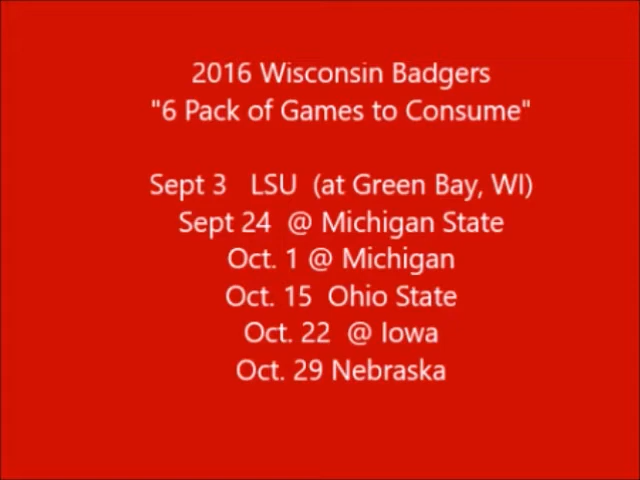 2016 Wisconsin Badgers
"6 Pack of Games to Consume"
Sept 3 LSU (at Green Bay, WI)
Sept 24 @ Michigan State
Oct. 1 @ Michigan
Oct. 15 Ohio State
Oct. 22 @ Iowa
Oct. 29 Nebraska